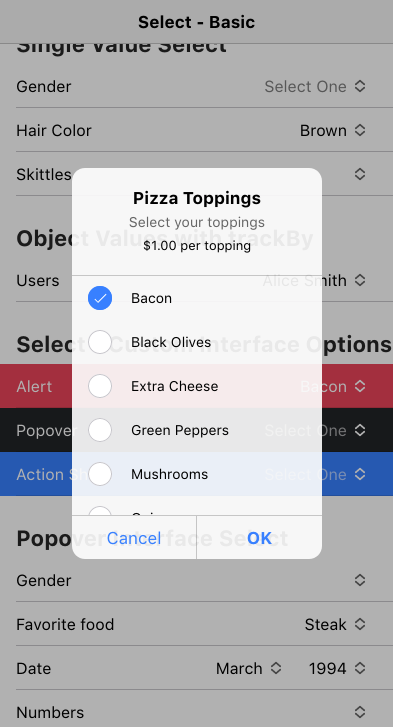 Select - Basic
Single Value Select
Gender Select One
Hair Color Brown
Skittles
Pizza Toppings
Select your toppings
$1.00 per topping
Object Values with trackBy
Users Alice Smith
Bacon
Black Olives
Select - Custom Interface Options
Alert Bacon
Extra Cheese
Popover Select One
Green Peppers
Action Select One
Mushrooms
Cancel OK
Popover Interface Select
Gender
Favorite food Steak
Date March 1994
Numbers